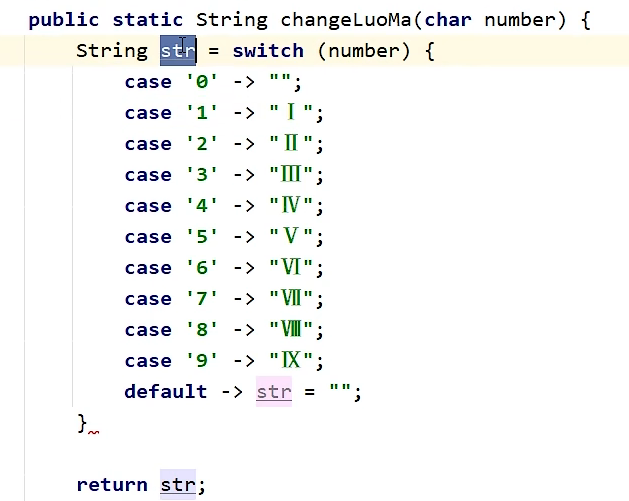 public static String changeLuoMa(char number) {
String str = switch (number) {
case '0' -> "";
case '1' -> "Ⅰ";
case '2' -> "Ⅱ";
case '3' -> "Ⅲ";
case '4' -> "Ⅳ";
case '5' -> "Ⅴ";
case '6' -> "Ⅵ";
case '7' -> "Ⅶ";
case '8' -> "Ⅷ";
case '9' -> "Ⅸ";
default -> str = "";
}
return str;